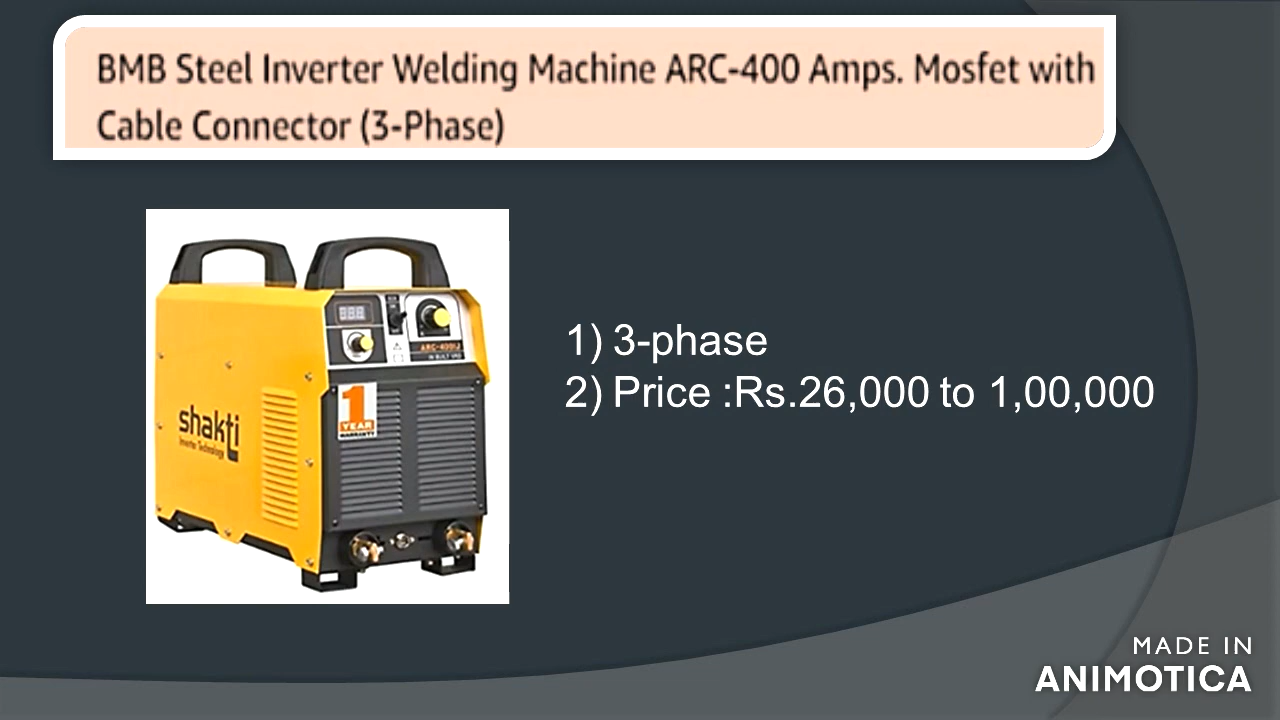 BMB Steel Inverter Welding Machine ARC-400 Amps. Mosfet with
Cable Connector (3-Phase)
1) 3-phase
2) Price :Rs.26,000 to 1,00,000
shakti
Inverter Technology
1
YEAR
WARRANTY
MADE IN
ANIMOTICA